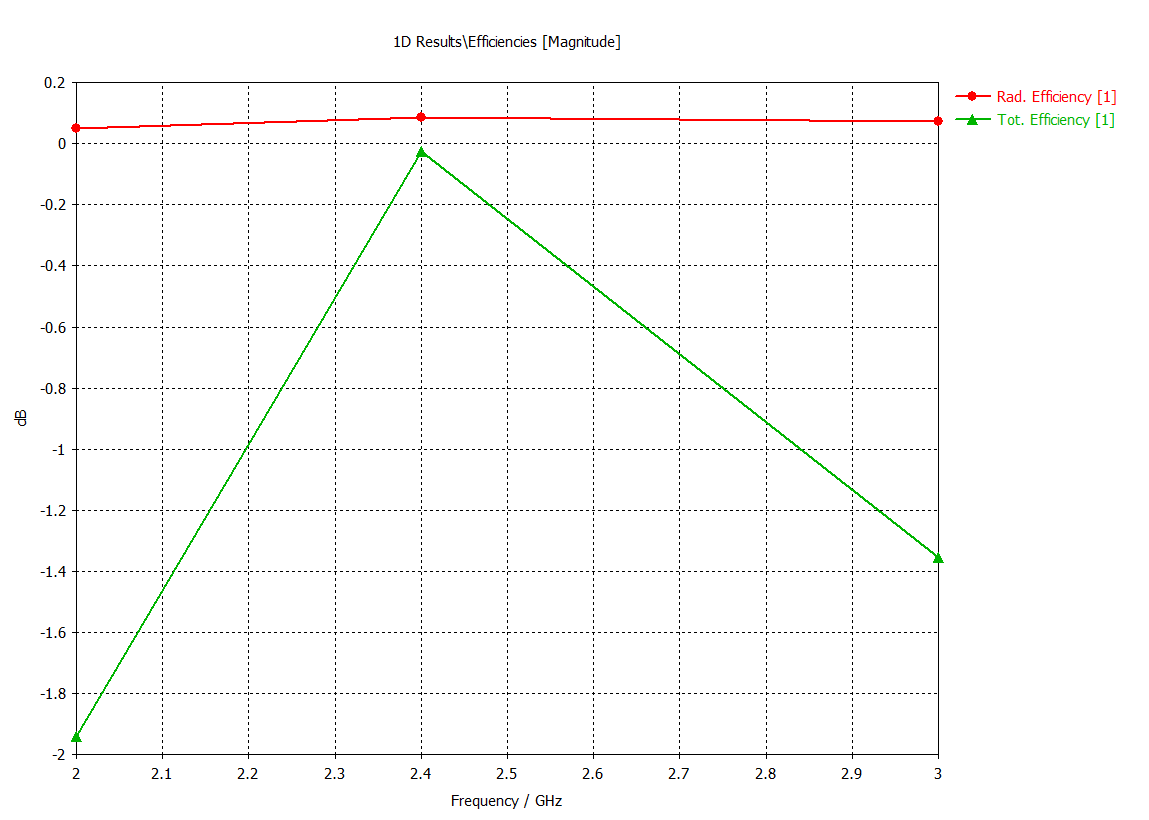 1D Results\Efficiencies [Magnitude]
0.2
0
-0.2
-0.4
-0.6
-0.8
-1
-1.2
-1.4
-1.6
-1.8
-2
dB
2 2.1 2.2 2.3 2.4 2.5 2.6 2.7 2.8 2.9 3
Frequency / GHz
Rad. Efficiency [1]
Tot. Efficiency [1]